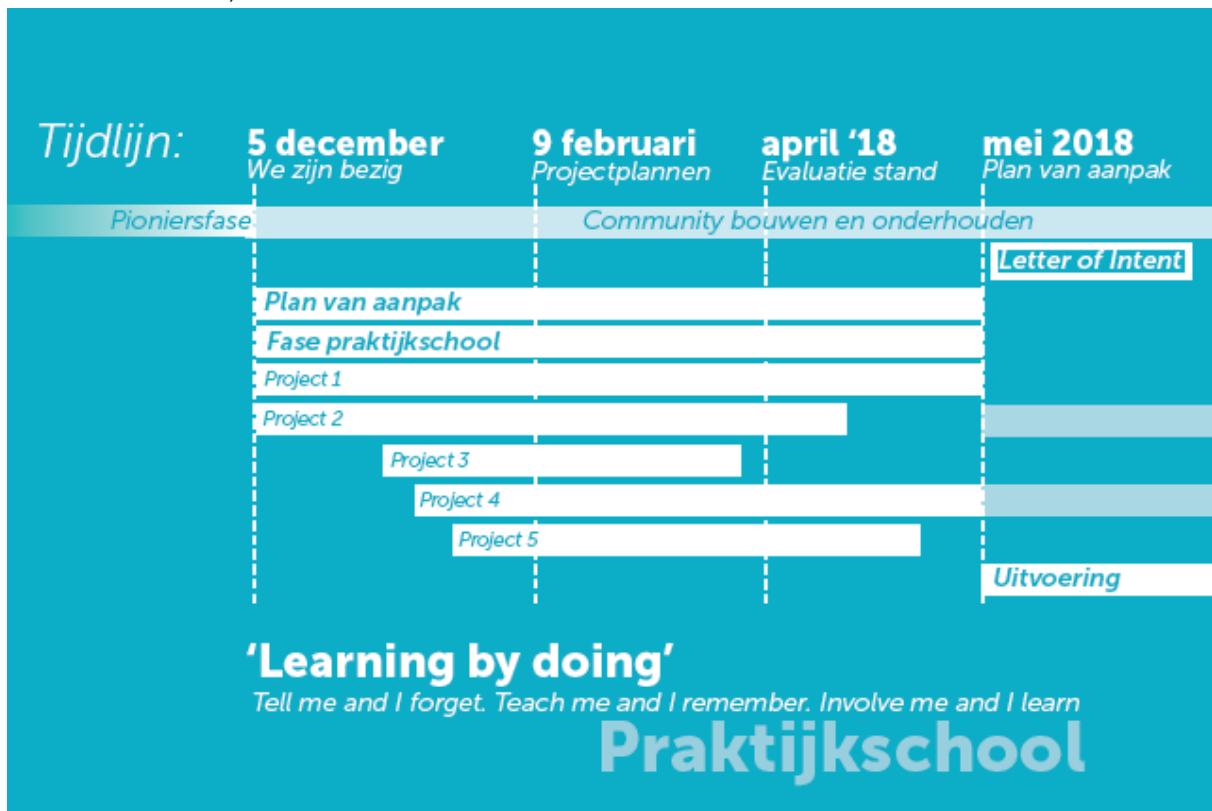 Tijdlijn:
5 december
9 februari
april ‘18
mei 2018
We zijn bezig
Projectplannen
Evaluatie stand
Plan van aanpak
Pioniersfase
Community bouwen en onderhouden
Letter of Intent
Plan van aanpak
Fase praktijkschool
Project 1
Project 2
Project 3
Project 4
Project 5
Uitvoering
‘Learning by doing’
Tell me and I forget. Teach me and I remember. Involve me and I learn
Praktijkschool